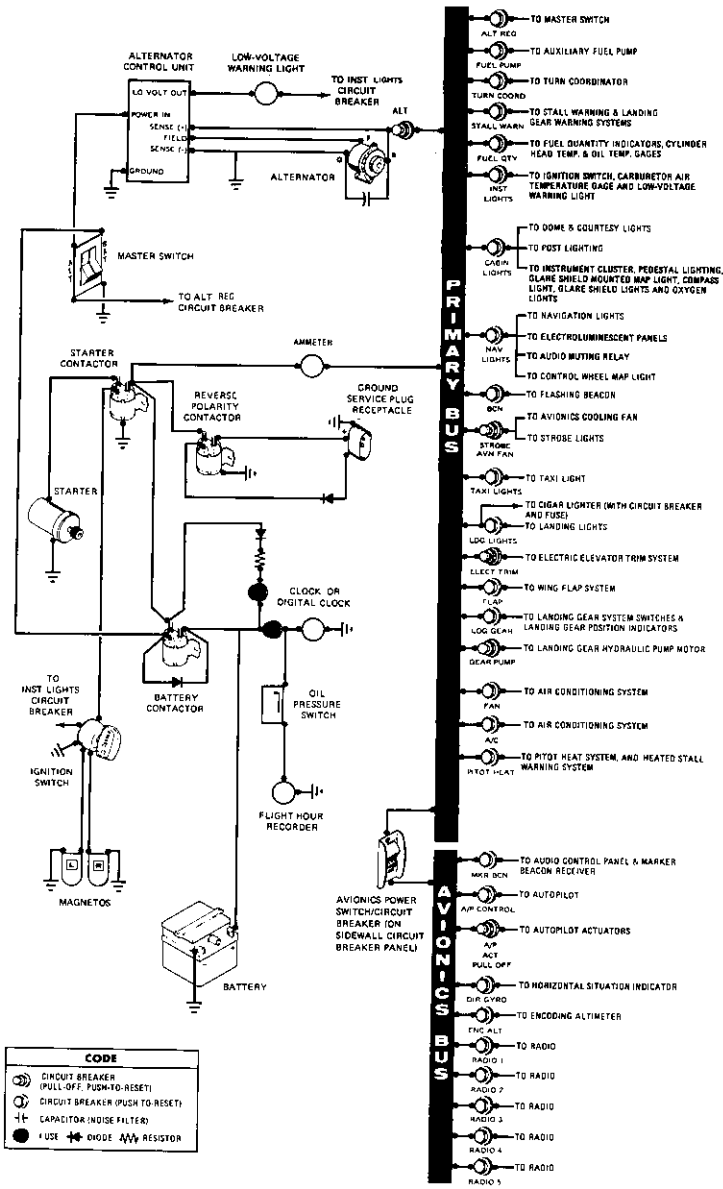 ALTERNATOR
CONTROL UNIT
LOW-VOLTAGE
WARNING LIGHT
LO VOLT OUT
POWER IN
SENSE (+)
FIELD
SENSE (-)
GROUND
TO INST LIGHTS
CIRCUIT
BREAKER
ALT
F
G
B
ALTERNATOR
MASTER SWITCH
TO ALT REG
CIRCUIT BREAKER
AMMETER
STARTER
CONTACTOR
REVERSE
POLARITY
CONTACTOR
GROUND
SERVICE PLUG
RECEPTACLE
STARTER
CLOCK OR
DIGITAL CLOCK
BATTERY
CONTACTOR
OIL
PRESSURE
SWITCH
TO
INST LIGHTS
CIRCUIT
BREAKER
IGNITION
SWITCH
FLIGHT HOUR
RECORDER
L
R
MAGNETOS
BATTERY
AVIONICS POWER
SWITCH/CIRCUIT
BREAKER (ON
SIDEWALL CIRCUIT
BREAKER PANEL)
PRIMARY BUS
TO MASTER SWITCH
ALT REG
TO AUXILIARY FUEL PUMP
FUEL PUMP
TO TURN COORDINATOR
TURN COORD
TO STALL WARNING & LANDING
GEAR WARNING SYSTEMS
STALL WARN
TO FUEL QUANTITY INDICATORS, CYLINDER
HEAD TEMP. & OIL TEMP. GAGES
FUEL QTY
TO IGNITION SWITCH, CARBURETOR AIR
TEMPERATURE GAGE AND LOW-VOLTAGE
WARNING LIGHT
INST
LIGHTS
TO DOME & COURTESY LIGHTS
TO POST LIGHTING
TO INSTRUMENT CLUSTER, PEDESTAL LIGHTING,
GLARE SHIELD MOUNTED MAP LIGHT, COMPASS
LIGHT, GLARE SHIELD LIGHTS AND OXYGEN
LIGHTS
CABIN
LIGHTS
TO NAVIGATION LIGHTS
TO ELECTROLUMINESCENT PANELS
TO AUDIO MUTING RELAY
TO CONTROL WHEEL MAP LIGHT
NAV
LIGHTS
TO FLASHING BEACON
BCN
TO AVIONICS COOLING FAN
TO STROBE LIGHTS
STROBE
AVN FAN
TO TAXI LIGHT
TAXI LIGHTS
TO CIGAR LIGHTER (WITH CIRCUIT BREAKER
AND FUSE)
TO LANDING LIGHTS
LDG LIGHTS
TO ELECTRIC ELEVATOR TRIM SYSTEM
ELECT TRIM
TO WING FLAP SYSTEM
FLAP
TO LANDING GEAR SYSTEM SWITCHES &
LANDING GEAR POSITION INDICATORS
LDG GEAR
TO LANDING GEAR HYDRAULIC PUMP MOTOR
GEAR PUMP
TO AIR CONDITIONING SYSTEM
FAN
TO AIR CONDITIONING SYSTEM
A/C
TO PITOT HEAT SYSTEM, AND HEATED STALL
WARNING SYSTEM
PITOT HEAT
AVIONICS BUS
TO AUDIO CONTROL PANEL & MARKER
BEACON RECEIVER
MKR BCN
TO AUTOPILOT
A/P CONTROL
TO AUTOPILOT ACTUATORS
A/P
ACT
PULL OFF
TO HORIZONTAL SITUATION INDICATOR
DIR GYRO
TO ENCODING ALTIMETER
ENC ALT
TO RADIO
RADIO 1
TO RADIO
RADIO 2
TO RADIO
RADIO 3
TO RADIO
RADIO 4
TO RADIO
RADIO 5
CODE
CIRCUIT BREAKER
(PULL-OFF, PUSH-TO-RESET)
CIRCUIT BREAKER (PUSH TO-RESET)
CAPACITOR (NOISE FILTER)
FUSE DIODE RESISTOR